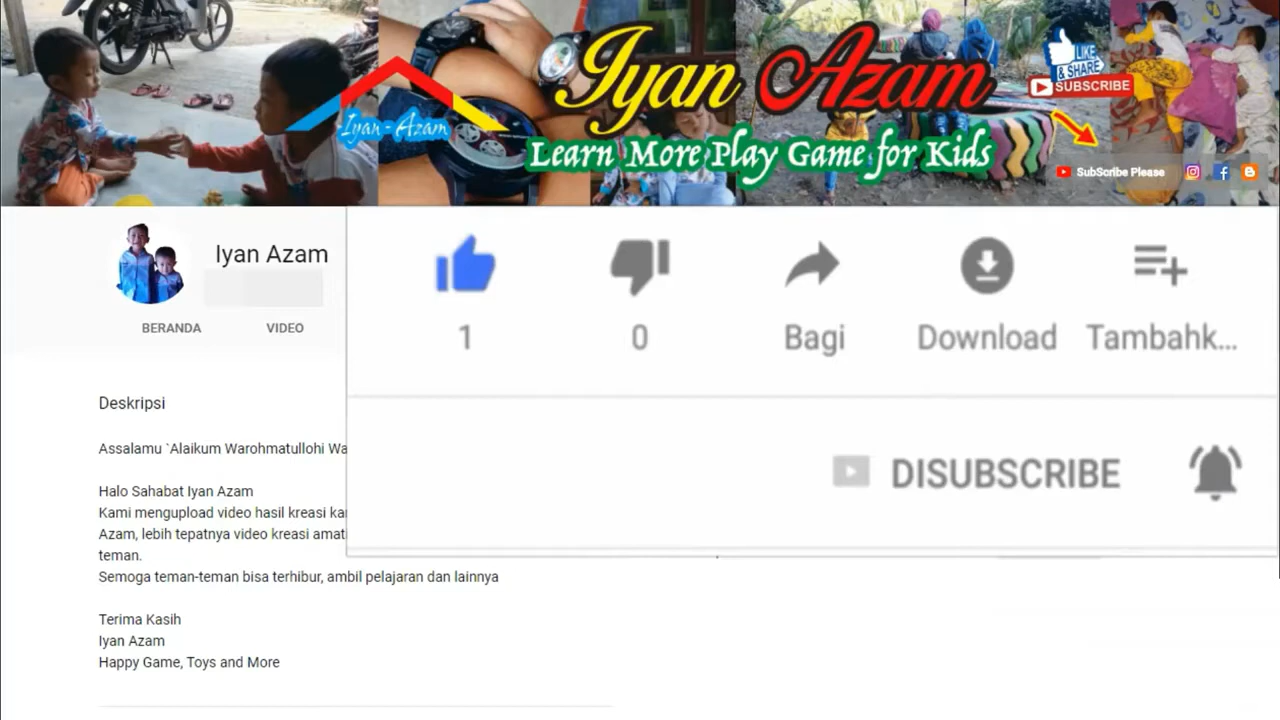 Iyan Azam
LIKE
& SHARE
SUBSCRIBE
Iyan-Azam
Learn More Play Game for Kids
SubScribe Please
Iyan Azam
BERANDA VIDEO
1 0 Bagi Download Tambahk...
DISUBSCRIBE
Deskripsi
Assalamu `Alaikum Warohmatullohi
Halo Sahabat Iyan Azam
Kami mengupload video hasil kreasi
Azam, lebih tepatnya video kreasi
teman.
Semoga teman-teman bisa terhibur, ambil pelajaran dan lainnya
Terima Kasih
Iyan Azam
Happy Game, Toys and More